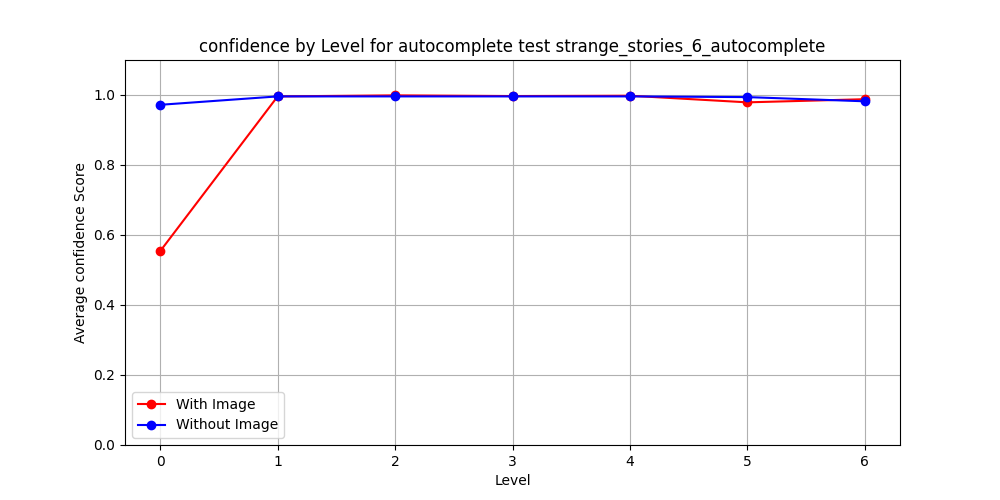 confidence by Level for autocomplete test strange_stories_6_autocomplete
Average confidence Score
1.0
0.8
0.6
0.4
0.2
0.0
With Image
Without Image
0 1 2 3 4 5 6
Level